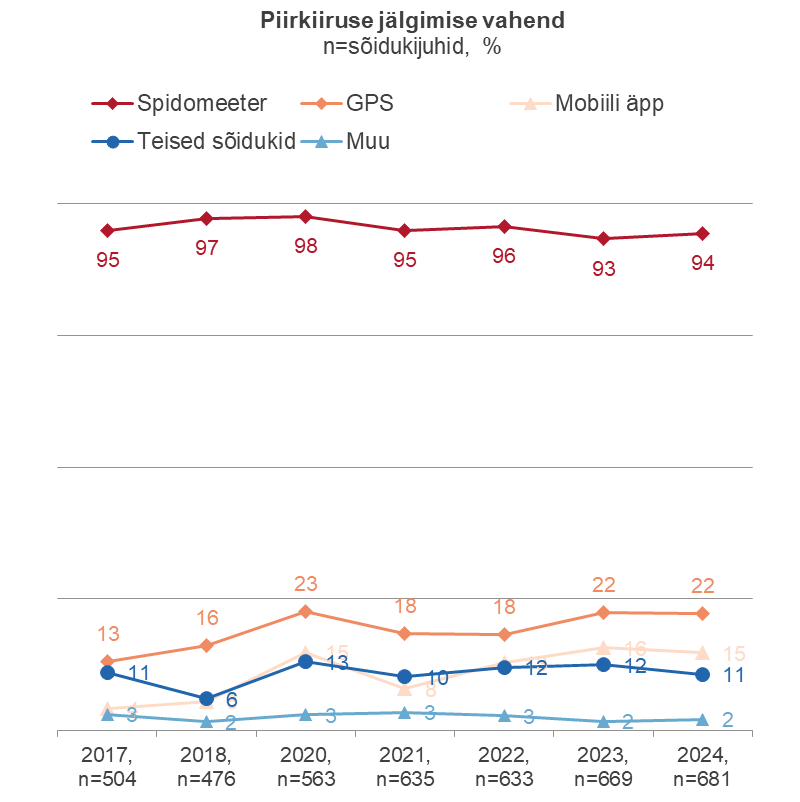 Piirkiiruse jälgimise vahend
n=sõidukijuhid, %
Spidomeeter GPS Mobiili äpp
Teised sõidukid Muu
95 97 98 95 96 93 94
13 16 23 18 18 22 22
15 8 16 15
11 6 13 10 12 12 11
3 2 3 3 3 2 2
2017, 2018, 2020, 2021, 2022, 2023, 2024,
n=504 n=476 n=563 n=635 n=633 n=669 n=681